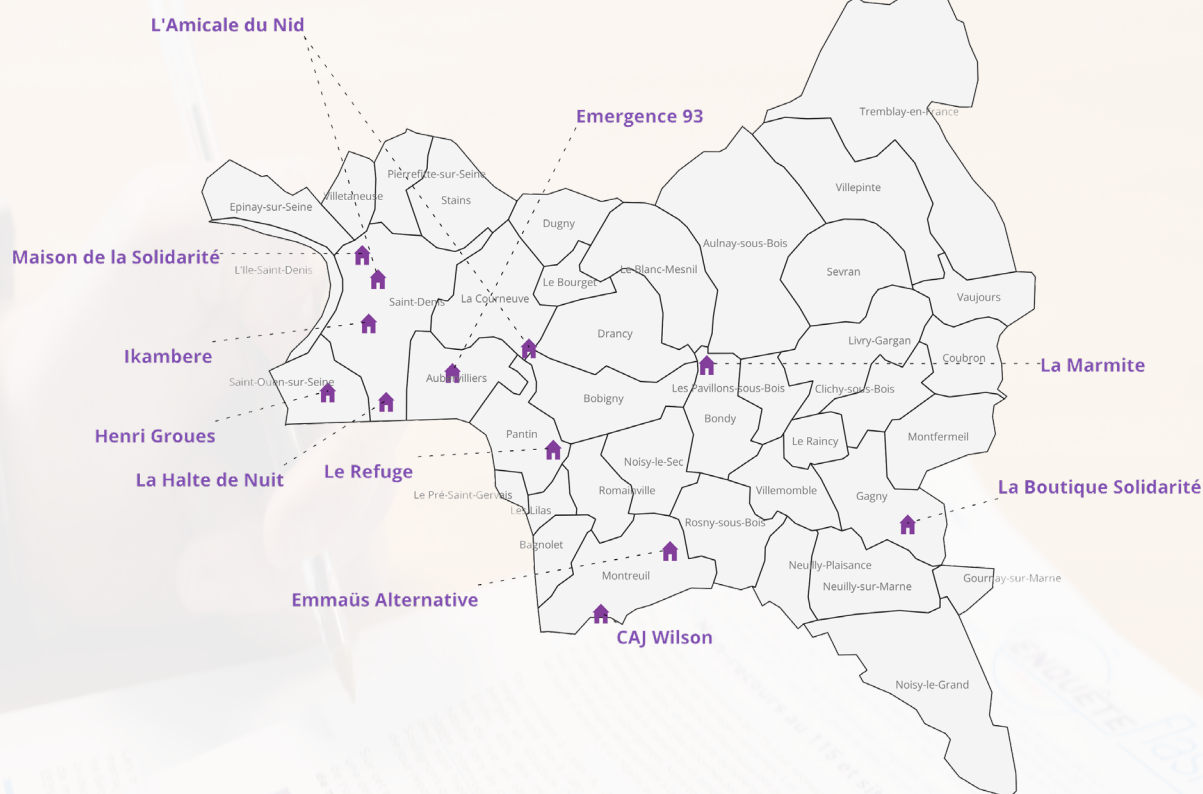 L'Amicale du Nid
Emergence 93
Tremblay-en-France
Pierrefitte-sur-Seine
Villepinte
Villetaneuse
Stains
Epinay-sur-Seine
Dugny
Aulnay-sous-Bois
Maison de la Solidarité
L'Ile-Saint-Denis
Le Blanc-Mesnil
Sevran
Le Bourget
Saint-Denis
La Courneuve
Vaujours
Drancy
Livry-Gargan
Ikambere
Coubron
La Marmite
Saint-Ouen-sur-Seine
Aubervilliers
Les Pavillons-sous-Bois
Clichy-sous-Bois
Bobigny
Bondy
Henri Groues
Pantin
Le Raincy
Montfermeil
Noisy-le-Sec
Le Refuge
La Halte de Nuit
Le Pré-Saint-Gervais
Romainville
Villemomble
Gagny
La Boutique Solidarité
Les Lilas
Rosny-sous-Bois
Bagnolet
Neuilly-Plaisance
Montreuil
Neuilly-sur-Marne
Gournay-sur-Marne
Emmaüs Alternative
CAJ Wilson
Noisy-le-Grand
ENQUÊTE